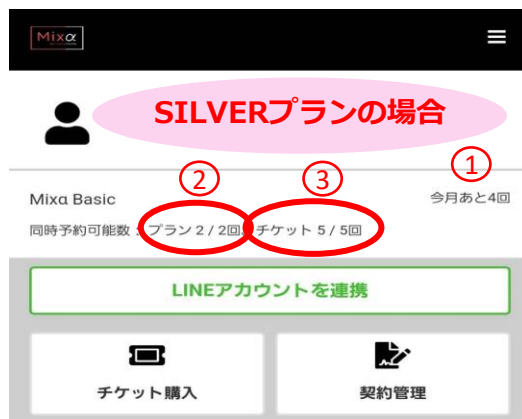 Mixα
SILVERプランの場合
①
② ③
Mixα Basic 今月あと4回
同時予約可能数：プラン 2 / 2回、チケット 5 / 5回
LINEアカウントを連携
チケット購入 契約管理